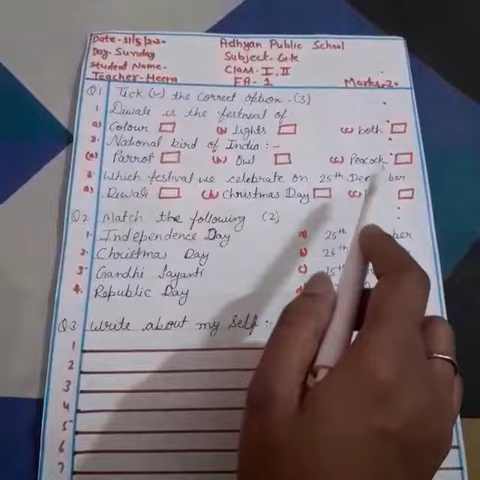 Date-31/5/202- Adhyan Public School
Day- Sunday Subject- G.k
Student Name- Class- I, II
Teacher-Meena FA-1 Marks-20
Q1 Tick (✓) the correct option -(3)
1. Diwali is the festival of
a) Colour (b) Lights (c) both
2. National bird of India :-
(a) Parrot (b) Owl (c) Peacock
3. Which festival we celebrate on 25th
a) Diwali (b) Christmas Day (c)
Q2 Match the following (2)
1. Independence Day a) 25th
2. Christmas Day b) 26th
3. Gandhi Jayanti c) 15th
4. Republic Day
Q3 Write about my self :-
1
2
3
4
5
6
7